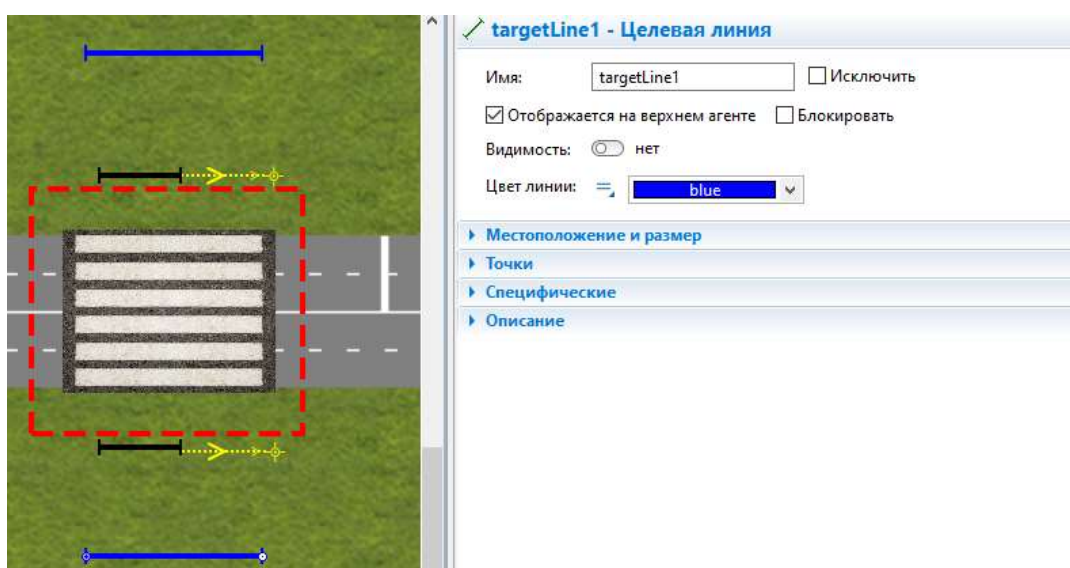 targetLine1 - Целевая линия
Имя: targetLine1 Исключить
Отображается на верхнем агенте Блокировать
Видимость: нет
Цвет линии: blue
Местоположение и размер
Точки
Специфические
Описание